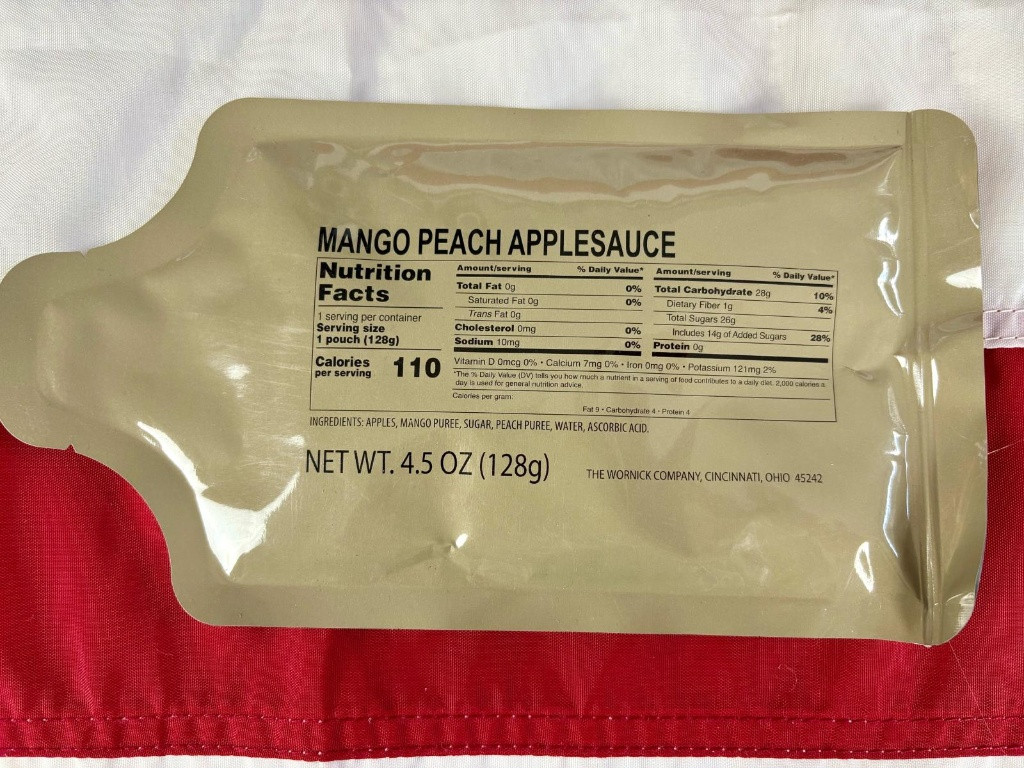 MANGO PEACH APPLESAUCE
Nutrition
Facts
1 serving per container
Serving size
1 pouch (128g)
Calories
per serving
110
Amount/serving % Daily Value*
Total Fat 0g 0%
Saturated Fat 0g 0%
Trans Fat 0g
Cholesterol 0mg 0%
Sodium 10mg 0%
Amount/serving % Daily Value*
Total Carbohydrate 28g 10%
Dietary Fiber 1g 4%
Total Sugars 26g
Includes 14g of Added Sugars 28%
Protein 0g
Vitamin D 0mcg 0% • Calcium 7mg 0% • Iron 0mg 0% • Potassium 121mg 2%
*The % Daily Value (DV) tells you how much a nutrient in a serving of food contributes to a daily diet. 2,000 calories a
day is used for general nutrition advice.
Calories per gram:
Fat 9 • Carbohydrate 4 • Protein 4
INGREDIENTS: APPLES, MANGO PUREE, SUGAR, PEACH PUREE, WATER, ASCORBIC ACID.
NET WT. 4.5 OZ (128g)
THE WORNICK COMPANY, CINCINNATI, OHIO 45242